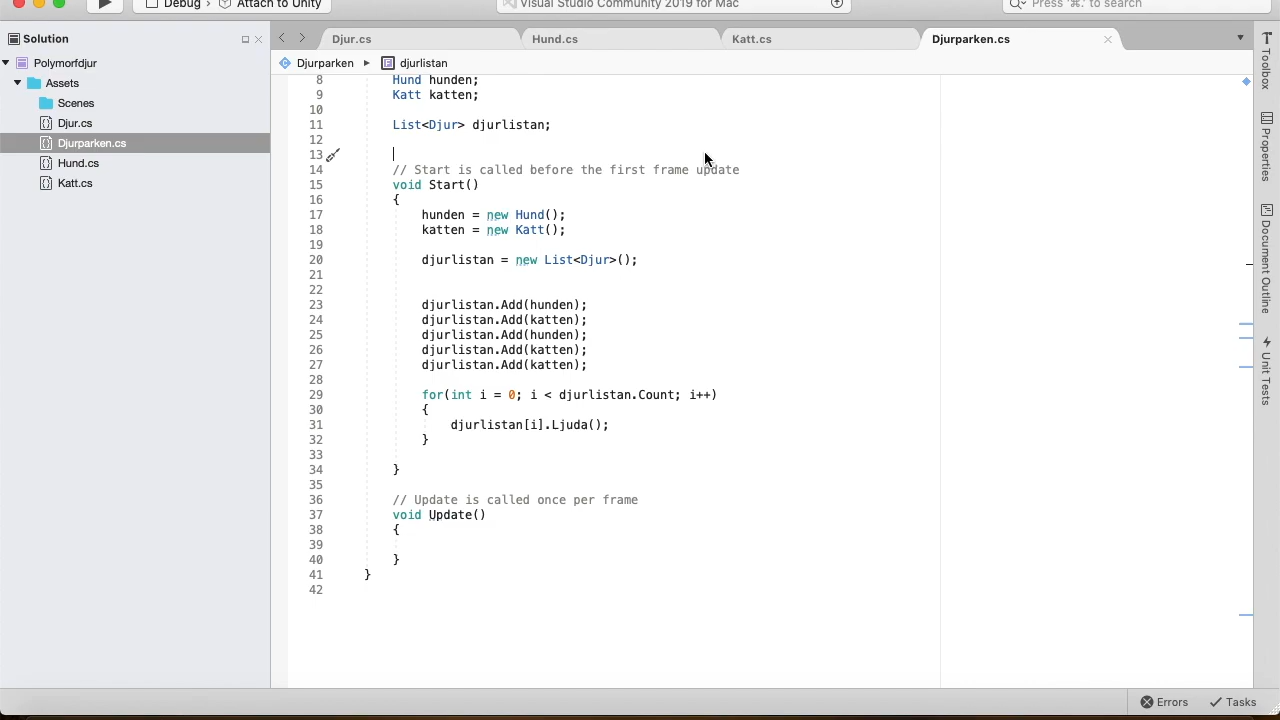 Debug
Attach to Unity
Visual Studio Community 2019 for Mac
Press '⌘.' to search
Solution
Polymorfdjur
Assets
Scenes
Djur.cs
Djurparken.cs
Hund.cs
Katt.cs
Djur.cs
Hund.cs
Katt.cs
Djurparken.cs
Djurparken
djurlistan
8 Hund hunden;
9 Katt katten;
10
11 List<Djur> djurlistan;
12
13
14 // Start is called before the first frame update
15 void Start()
16 {
17 hunden = new Hund();
18 katten = new Katt();
19
20 djurlistan = new List<Djur>();
21
22
23 djurlistan.Add(hunden);
24 djurlistan.Add(katten);
25 djurlistan.Add(hunden);
26 djurlistan.Add(katten);
27 djurlistan.Add(katten);
28
29 for(int i = 0; i < djurlistan.Count; i++)
30 {
31 djurlistan[i].Ljuda();
32 }
33
34 }
35
36 // Update is called once per frame
37 void Update()
38 {
39
40 }
41 }
42
Toolbox
Properties
Document Outline
Unit Tests
Errors
Tasks